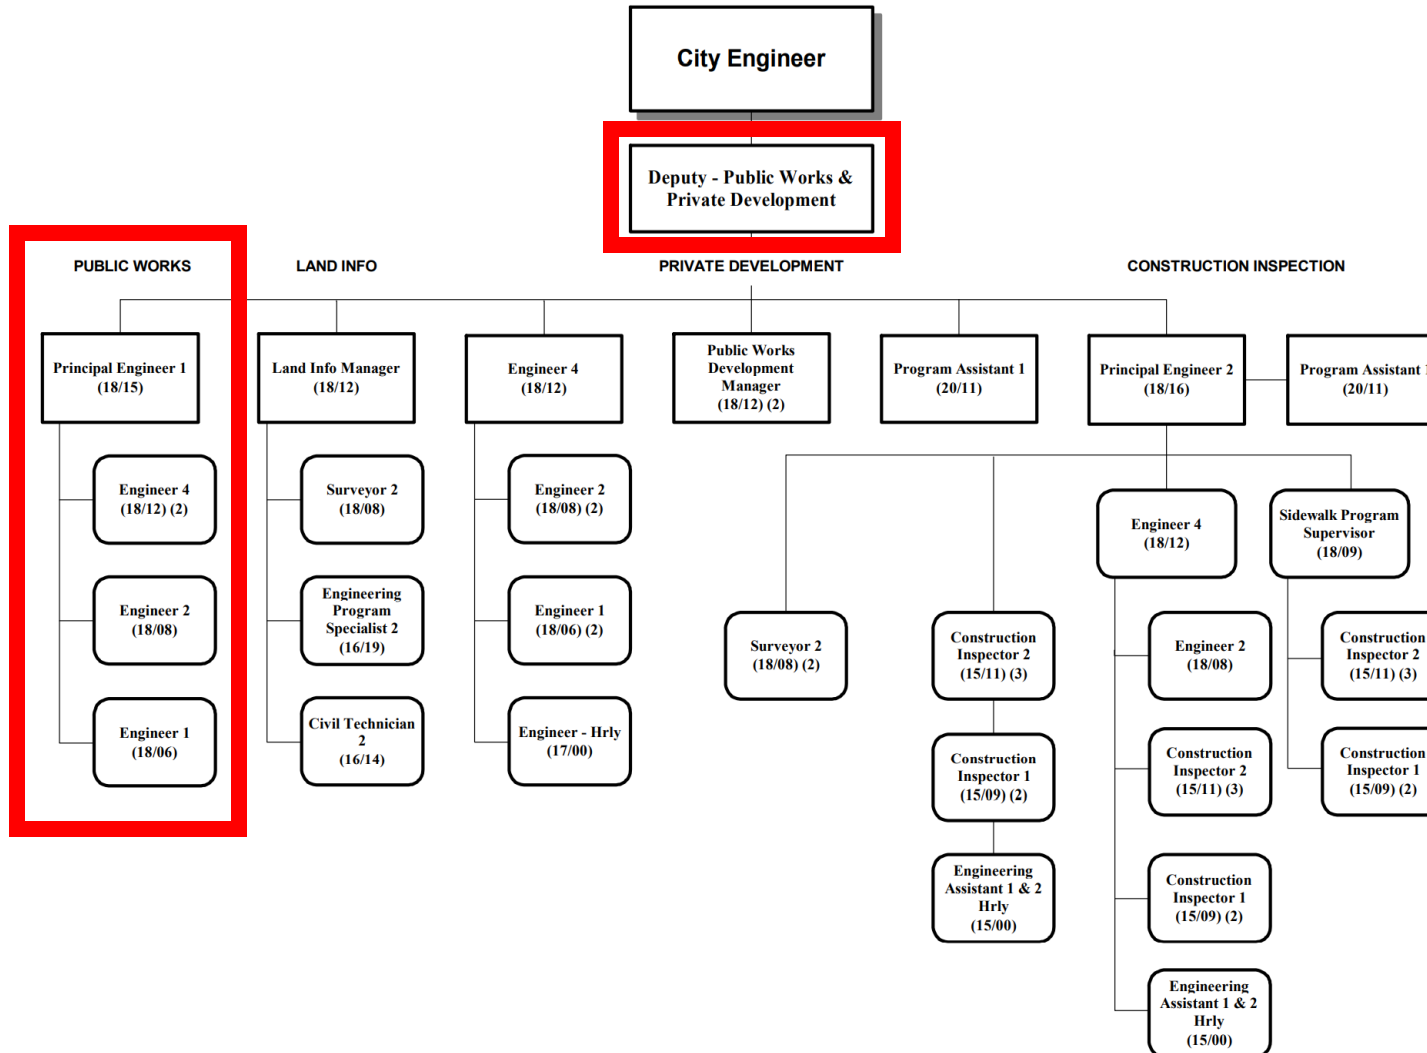 City Engineer
Deputy - Public Works &
Private Development
PUBLIC WORKS
LAND INFO
PRIVATE DEVELOPMENT
CONSTRUCTION INSPECTION
Principal Engineer 1
(18/15)
Land Info Manager
(18/12)
Engineer 4
(18/12)
Public Works
Development
Manager
(18/12) (2)
Program Assistant 1
(20/11)
Principal Engineer 2
(18/16)
Program Assistant 1
(20/11)
Engineer 4
(18/12) (2)
Engineer 2
(18/08)
Engineer 1
(18/06)
Surveyor 2
(18/08)
Engineering
Program
Specialist 2
(16/19)
Civil Technician
2
(16/14)
Engineer 2
(18/08) (2)
Engineer 1
(18/06) (2)
Engineer - Hrly
(17/00)
Surveyor 2
(18/08) (2)
Construction
Inspector 2
(15/11) (3)
Construction
Inspector 1
(15/09) (2)
Engineering
Assistant 1 & 2
Hrly
(15/00)
Engineer 4
(18/12)
Engineer 2
(18/08)
Construction
Inspector 2
(15/11) (3)
Construction
Inspector 1
(15/09) (2)
Engineering
Assistant 1 & 2
Hrly
(15/00)
Sidewalk Program
Supervisor
(18/09)
Construction
Inspector 2
(15/11) (3)
Construction
Inspector 1
(15/09) (2)